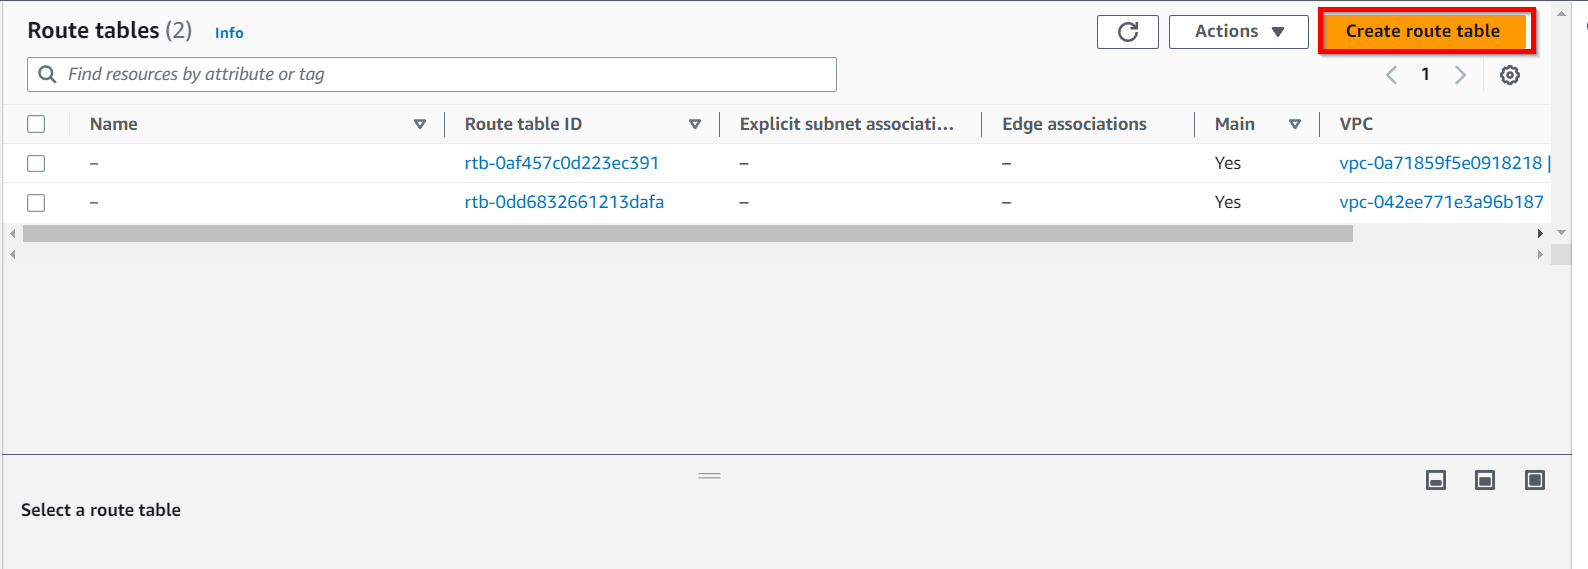 Route tables (2) Info
Actions
Create route table
Find resources by attribute or tag
1
Name Route table ID Explicit subnet associati... Edge associations Main VPC
– rtb-0af457c0d223ec391 – – Yes vpc-0a71859f5e0918218 |
– rtb-0dd6832661213dafa – – Yes vpc-042ee771e3a96b187
Select a route table